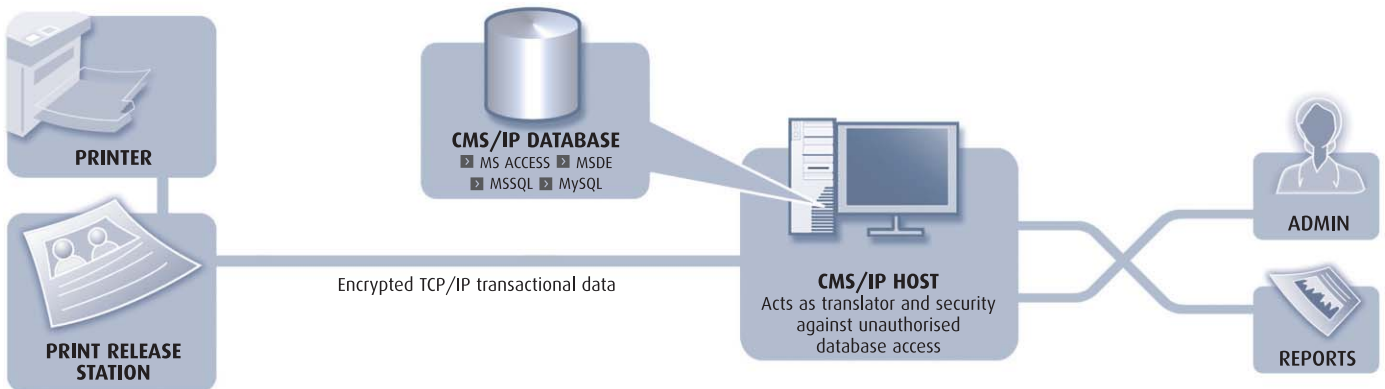 PRINTER
PRINT RELEASE
STATION
Encrypted TCP/IP transactional data
CMS/IP DATABASE
MS ACCESS MSDE
MSSQL MySQL
CMS/IP HOST
Acts as translator and security
against unauthorised
database access
ADMIN
REPORTS